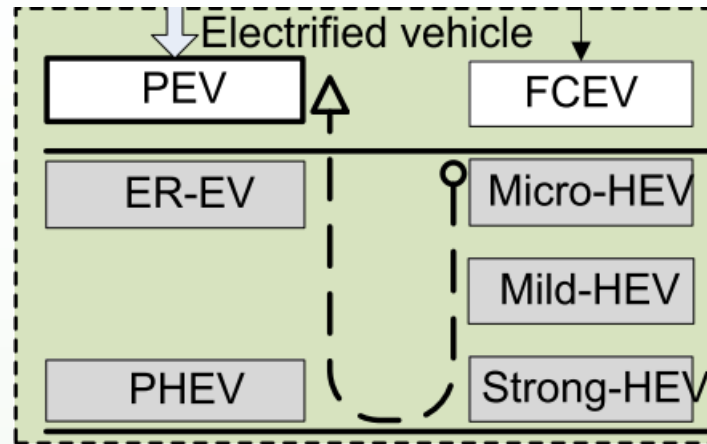 Electrified vehicle
PEV
FCEV
ER-EV
Micro-HEV
Mild-HEV
PHEV
Strong-HEV